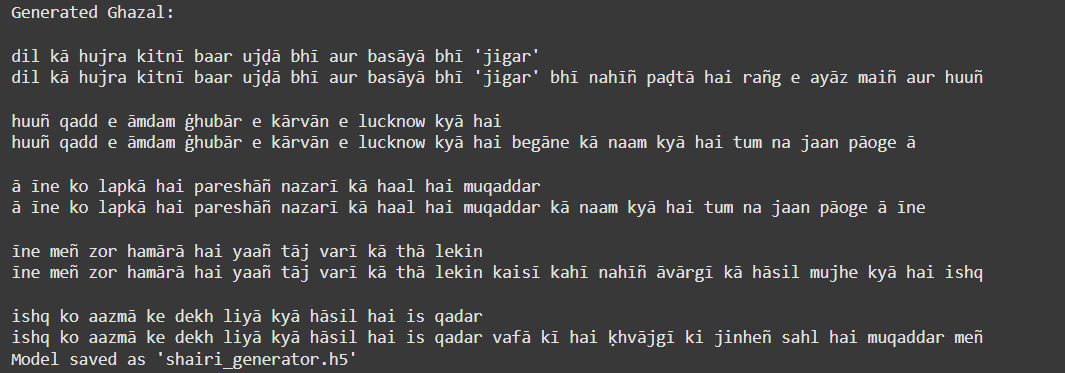 Generated Ghazal:
dil kā hujra kitnī baar ujḍā bhī aur basāyā bhī 'jigar'
dil kā hujra kitnī baar ujḍā bhī aur basāyā bhī 'jigar' bhī nahīñ paḍtā hai rañg e ayāz maiñ aur huuñ
huuñ qadd e āmdam ġhubār e kārvān e lucknow kyā hai
huuñ qadd e āmdam ġhubār e kārvān e lucknow kyā hai begāne kā naam kyā hai tum na jaan pāoge ā
ā īne ko lapkā hai pareshāñ nazarī kā haal hai muqaddar
ā īne ko lapkā hai pareshāñ nazarī kā haal hai muqaddar kā naam kyā hai tum na jaan pāoge ā īne
īne meñ zor hamārā hai yaañ tāj varī kā thā lekin
īne meñ zor hamārā hai yaañ tāj varī kā thā lekin kaisī kahī nahīñ āvārgī kā hāsil mujhe kyā hai ishq
ishq ko aazmā ke dekh liyā kyā hāsil hai is qadar
ishq ko aazmā ke dekh liyā kyā hāsil hai is qadar vafā kī hai ḳhvājgī ki jinheñ sahl hai muqaddar meñ
Model saved as 'shairi_generator.h5'